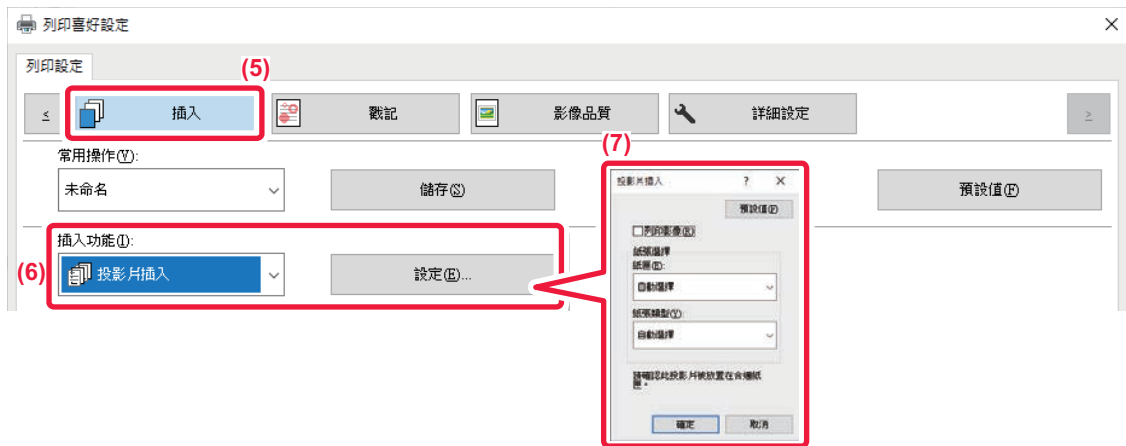 列印喜好設定
列印設定
(5)
≤ 插入 戳記 影像品質 詳細設定 ≥
常用操作(Y):
未命名 儲存(S) 預設值(F)
(6)
插入功能(I):
投影片插入 設定(E)...
(7)
投影片插入 ?
預設值(F)
列印影像(R)
紙張選擇
紙匣(E):
自動選擇
紙張類型(Y):
自動選擇
請確認此投影片被放置在合適紙
匣。
確定 取消